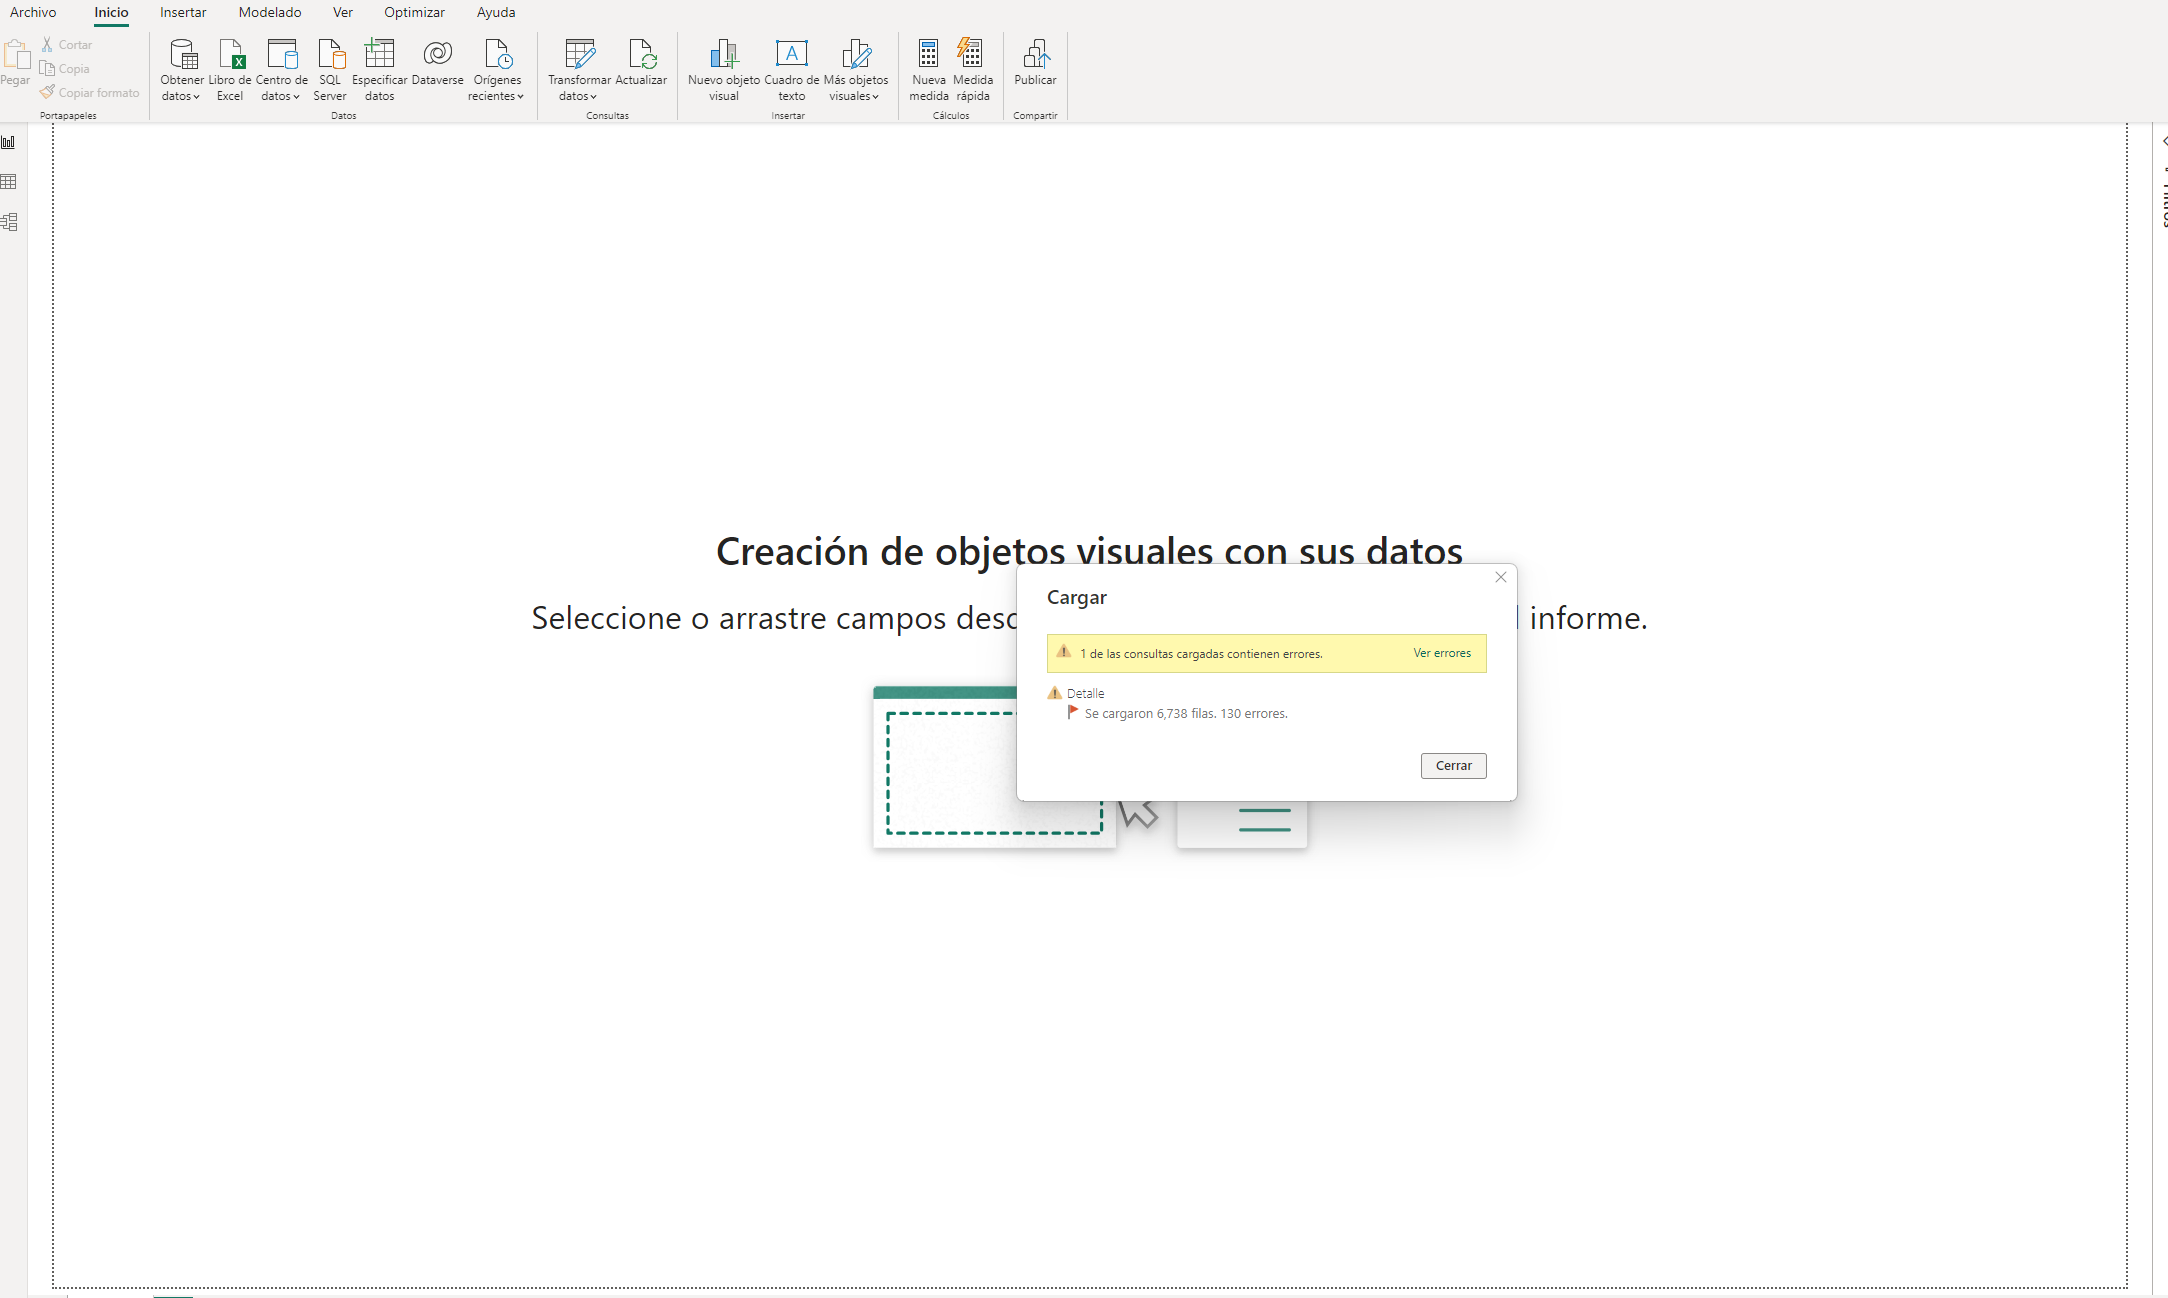 Archivo Inicio Insertar Modelado Ver Optimizar Ayuda
Pegar
Cortar
Copia
Copiar formato
Portapapeles
Obtener datos
Libro de Excel
Centro de datos
SQL Server
Especificar datos
Dataverse
Orígenes recientes
Datos
Transformar datos
Actualizar
Consultas
Nuevo objeto visual
Cuadro de texto
Más objetos visuales
Insertar
Nueva medida
Medida rápida
Cálculos
Publicar
Compartir
Creación de objetos visuales con sus datos
Seleccione o arrastre campos desd
informe.
Cargar
1 de las consultas cargadas contienen errores. Ver errores
Detalle
Se cargaron 6,738 filas. 130 errores.
Cerrar